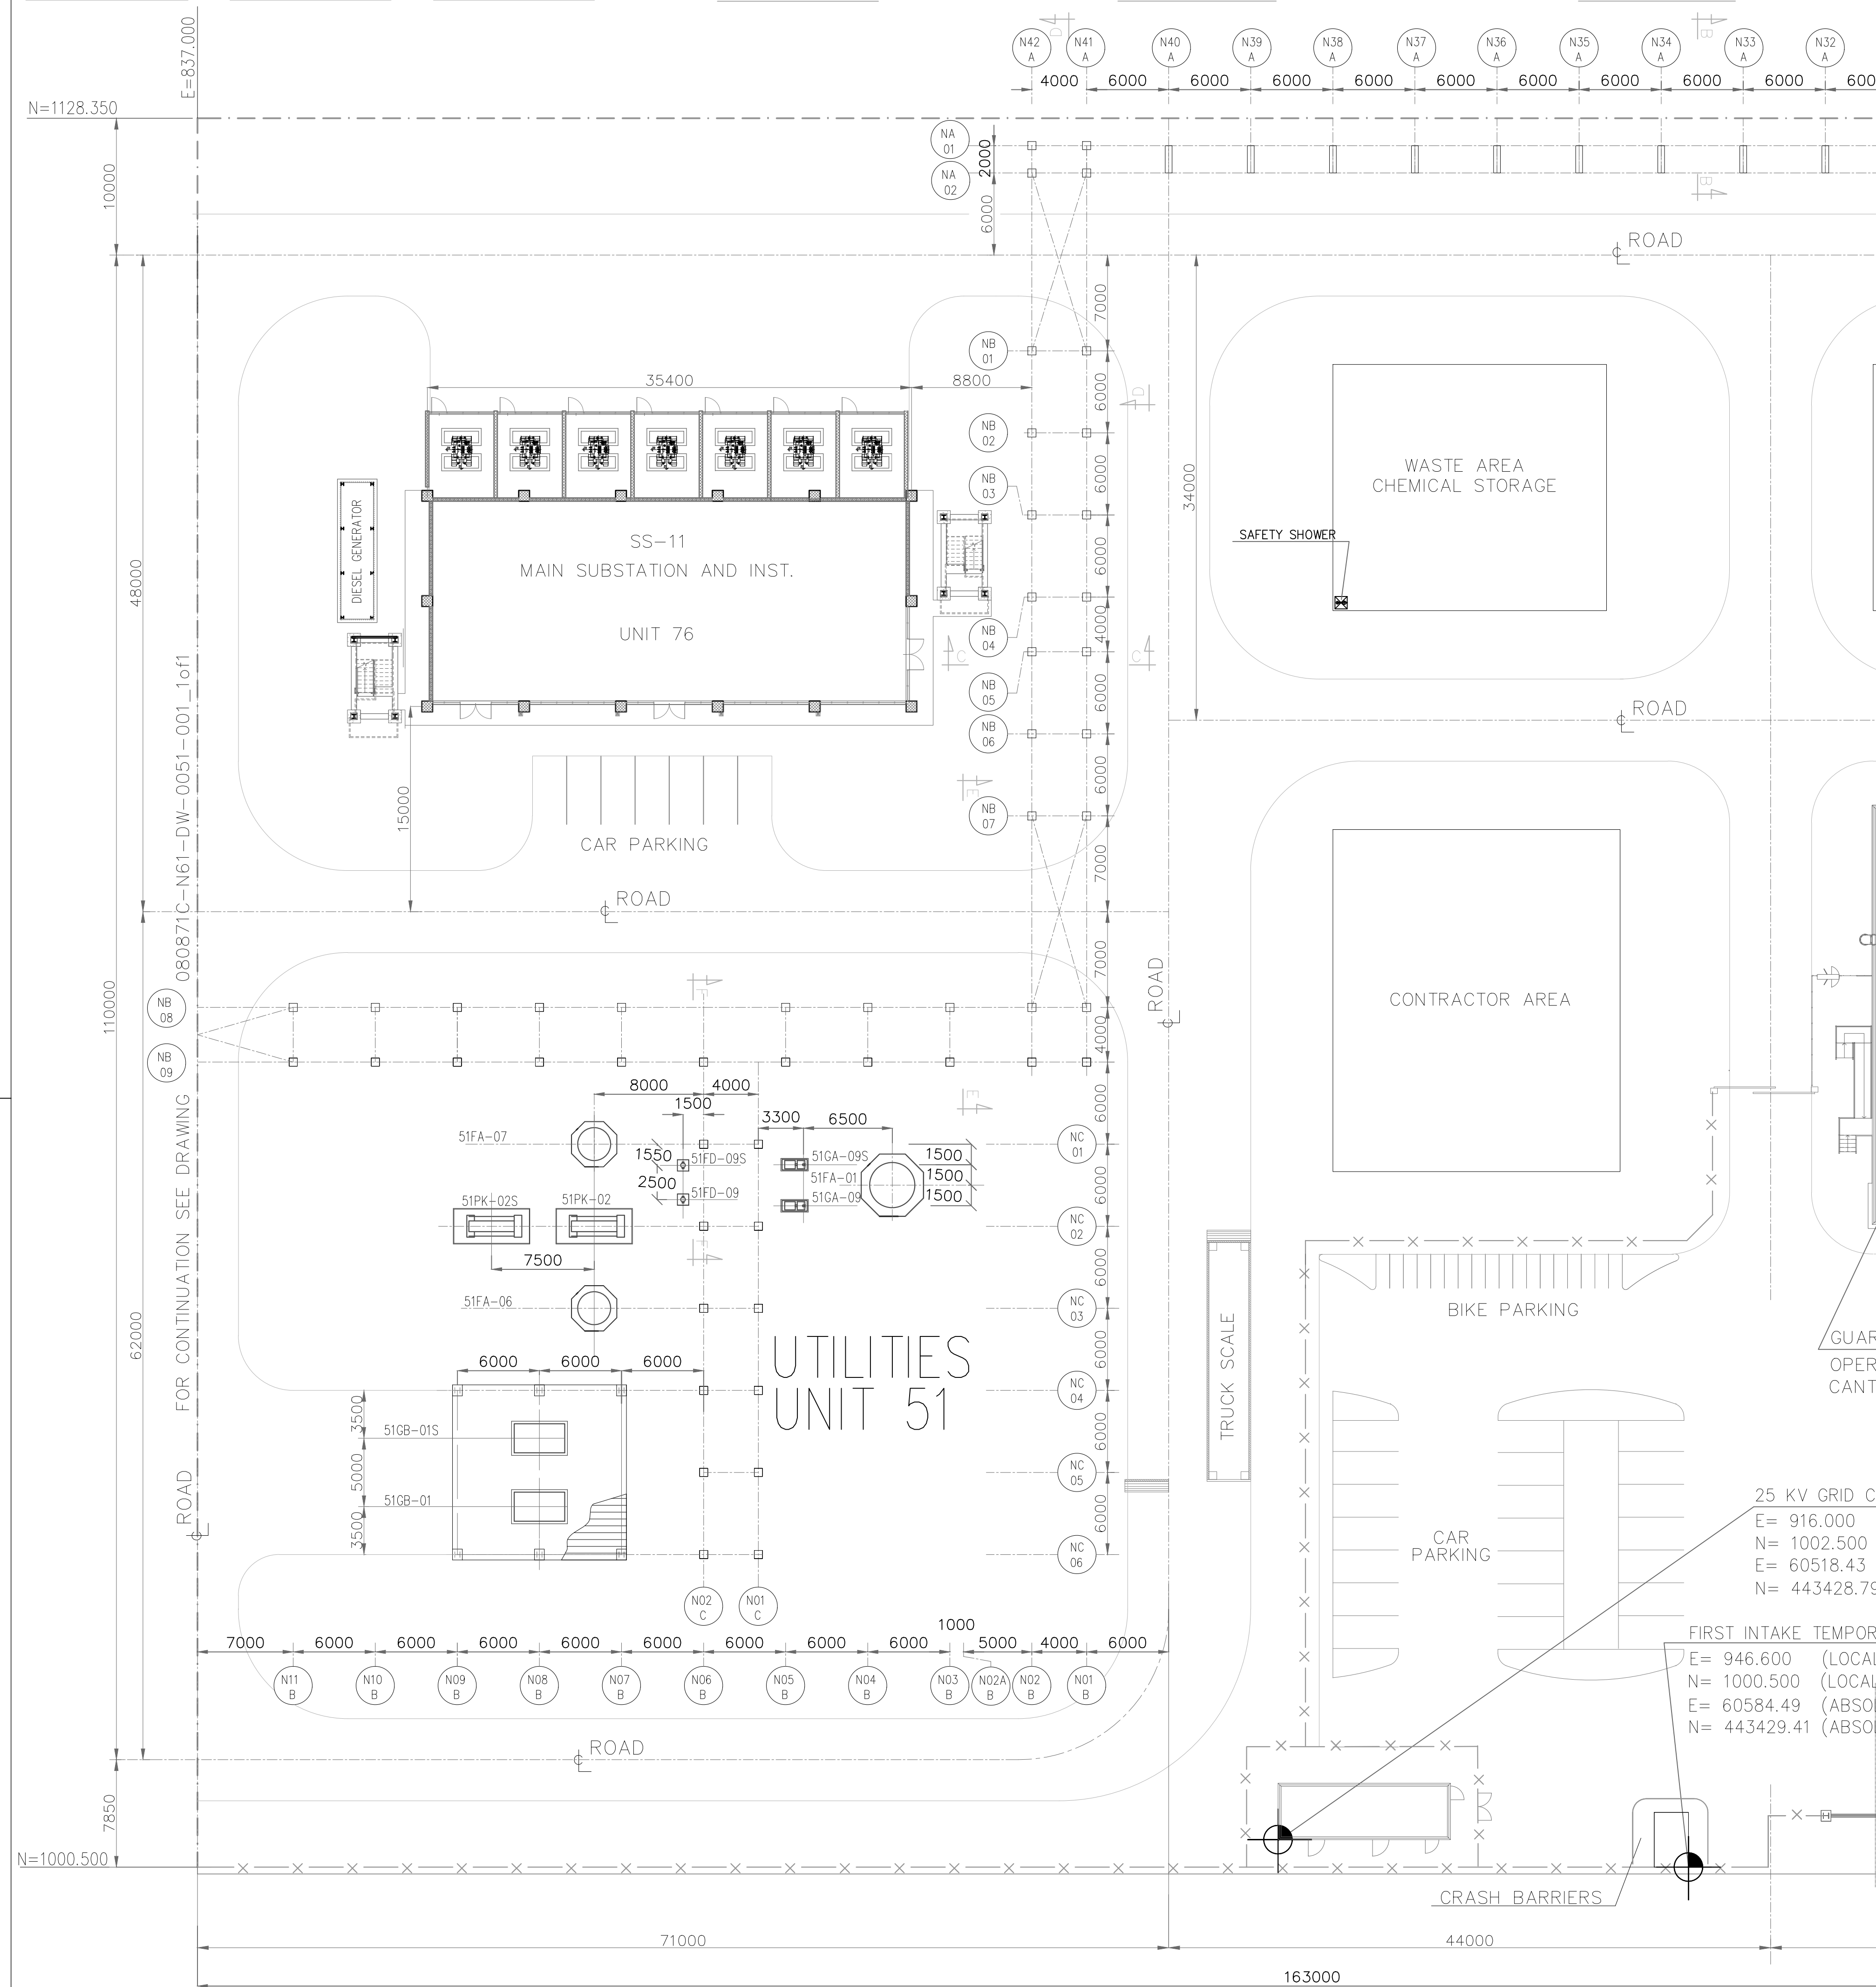 E=837.000
N=1128.350
N42
A
N41
A
N40
A
N39
A
N38
A
N37
A
N36
A
N35
A
N34
A
N33
A
N32
A
4000
6000
6000
6000
6000
6000
6000
6000
6000
6000
D
B
NA
01
NA
02
2000
6000
10000
B
ROAD
7000
NB
01
35400
8800
6000
D
NB
02
6000
NB
03
34000
WASTE AREA
CHEMICAL STORAGE
SAFETY SHOWER
DIESEL GENERATOR
SS-11
MAIN SUBSTATION AND INST.
UNIT 76
48000
6000
4000
NB
04
C
C
NB
05
6000
NB
06
ROAD
6000
E
NB
07
15000
CAR PARKING
7000
ROAD
7000
110000
ROAD
CONTRACTOR AREA
NB
08
NB
09
4000
FOR CONTINUATION SEE DRAWING 080871C-N61-DW-0051-001_1of1
8000
4000
1500
3300
6500
E
6000
51FA-07
1550
2500
51FD-09S
51FD-09
51GA-09S
51FA-01
51GA-09
1500
1500
1500
NC
01
6000
51PK-02S
51PK-02
7500
NC
02
6000
51FA-06
NC
03
62000
6000
6000
6000
6000
UTILITIES
UNIT 51
NC
04
3500
5000
3500
51GB-01S
51GB-01
6000
NC
05
6000
NC
06
ROAD
TRUCK SCALE
BIKE PARKING
CAR
PARKING
25 KV GRID
E= 916.000
N= 1002.500
E= 60518.43
N= 443428.79
N02
C
N01
C
1000
7000
6000
6000
6000
6000
6000
6000
6000
6000
5000
4000
6000
N11
B
N10
B
N09
B
N08
B
N07
B
N06
B
N05
B
N04
B
N03
B
N02A
B
N02
B
N01
B
FIRST INTAKE
E= 946.600
N= 1000.500
E= 60584.49
N= 443429.41
ROAD
7850
N=1000.500
CRASH BARRIERS
71000
44000
163000